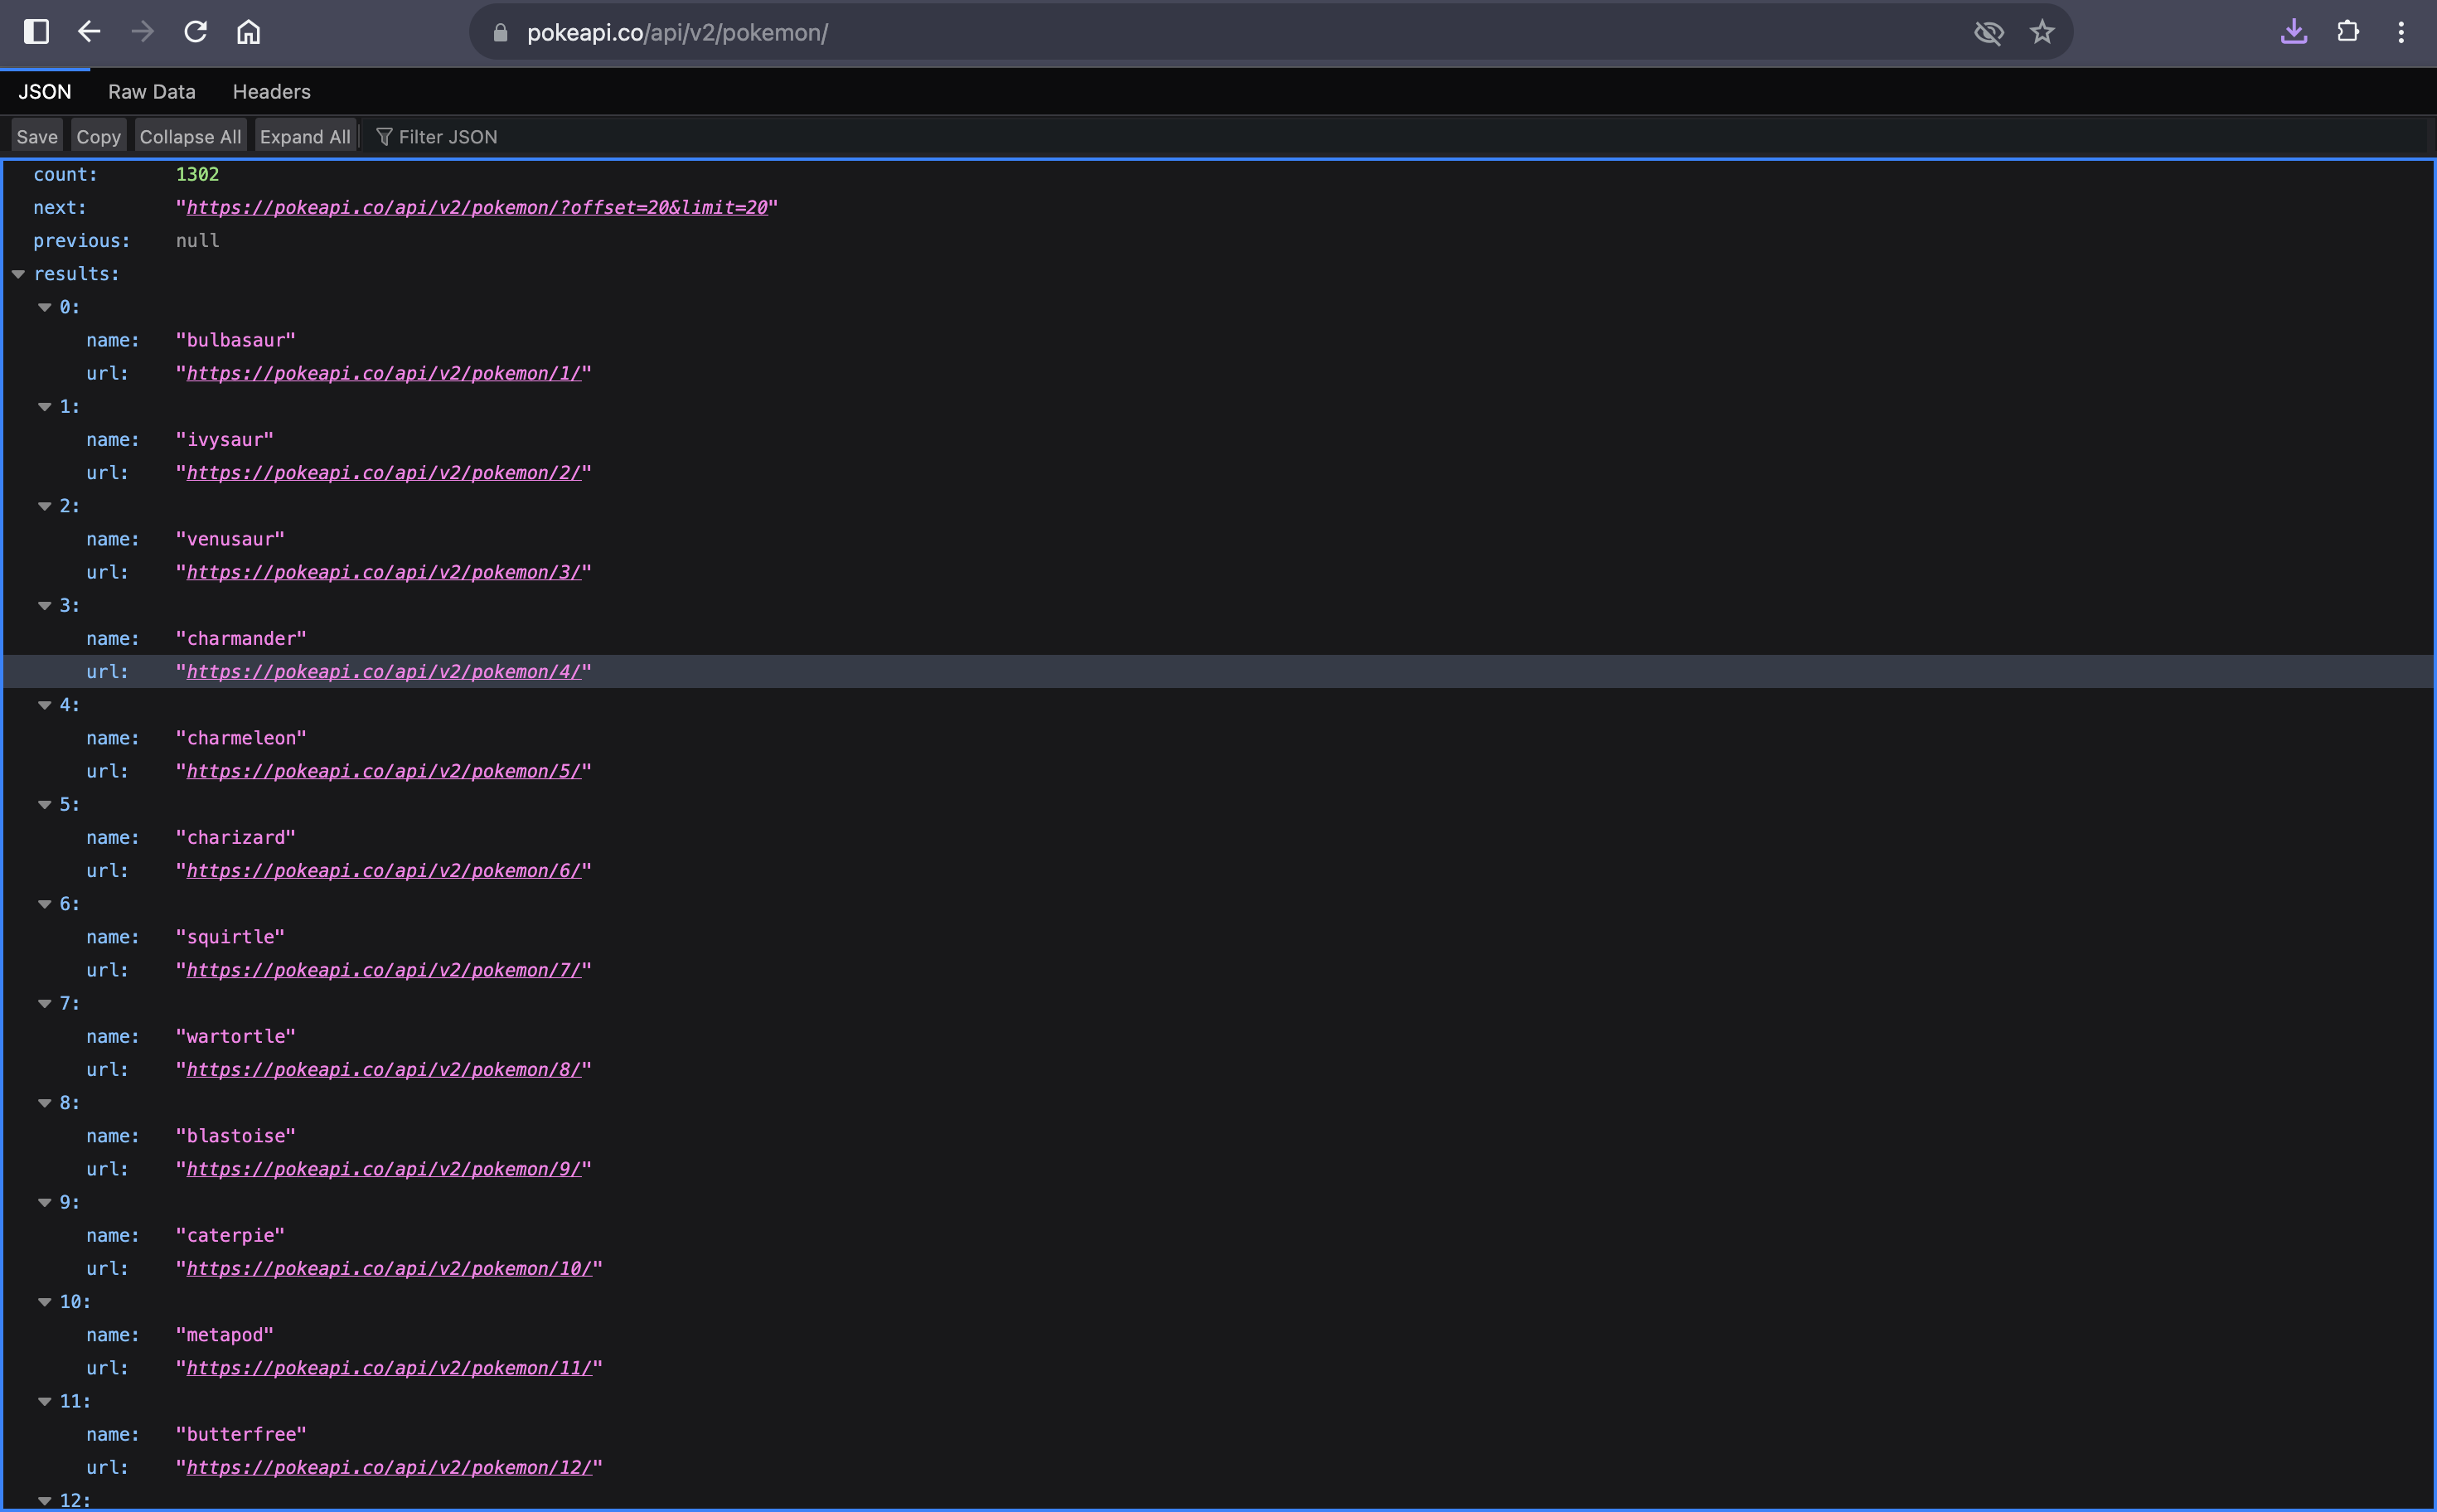 pokeapi.co/api/v2/pokemon/
JSON Raw Data Headers
Save Copy Collapse All Expand All Filter JSON
count: 1302
next: "https://pokeapi.co/api/v2/pokemon/?offset=20&limit=20"
previous: null
results:
0:
name: "bulbasaur"
url: "https://pokeapi.co/api/v2/pokemon/1/"
1:
name: "ivysaur"
url: "https://pokeapi.co/api/v2/pokemon/2/"
2:
name: "venusaur"
url: "https://pokeapi.co/api/v2/pokemon/3/"
3:
name: "charmander"
url: "https://pokeapi.co/api/v2/pokemon/4/"
4:
name: "charmeleon"
url: "https://pokeapi.co/api/v2/pokemon/5/"
5:
name: "charizard"
url: "https://pokeapi.co/api/v2/pokemon/6/"
6:
name: "squirtle"
url: "https://pokeapi.co/api/v2/pokemon/7/"
7:
name: "wartortle"
url: "https://pokeapi.co/api/v2/pokemon/8/"
8:
name: "blastoise"
url: "https://pokeapi.co/api/v2/pokemon/9/"
9:
name: "caterpie"
url: "https://pokeapi.co/api/v2/pokemon/10/"
10:
name: "metapod"
url: "https://pokeapi.co/api/v2/pokemon/11/"
11:
name: "butterfree"
url: "https://pokeapi.co/api/v2/pokemon/12/"
12: